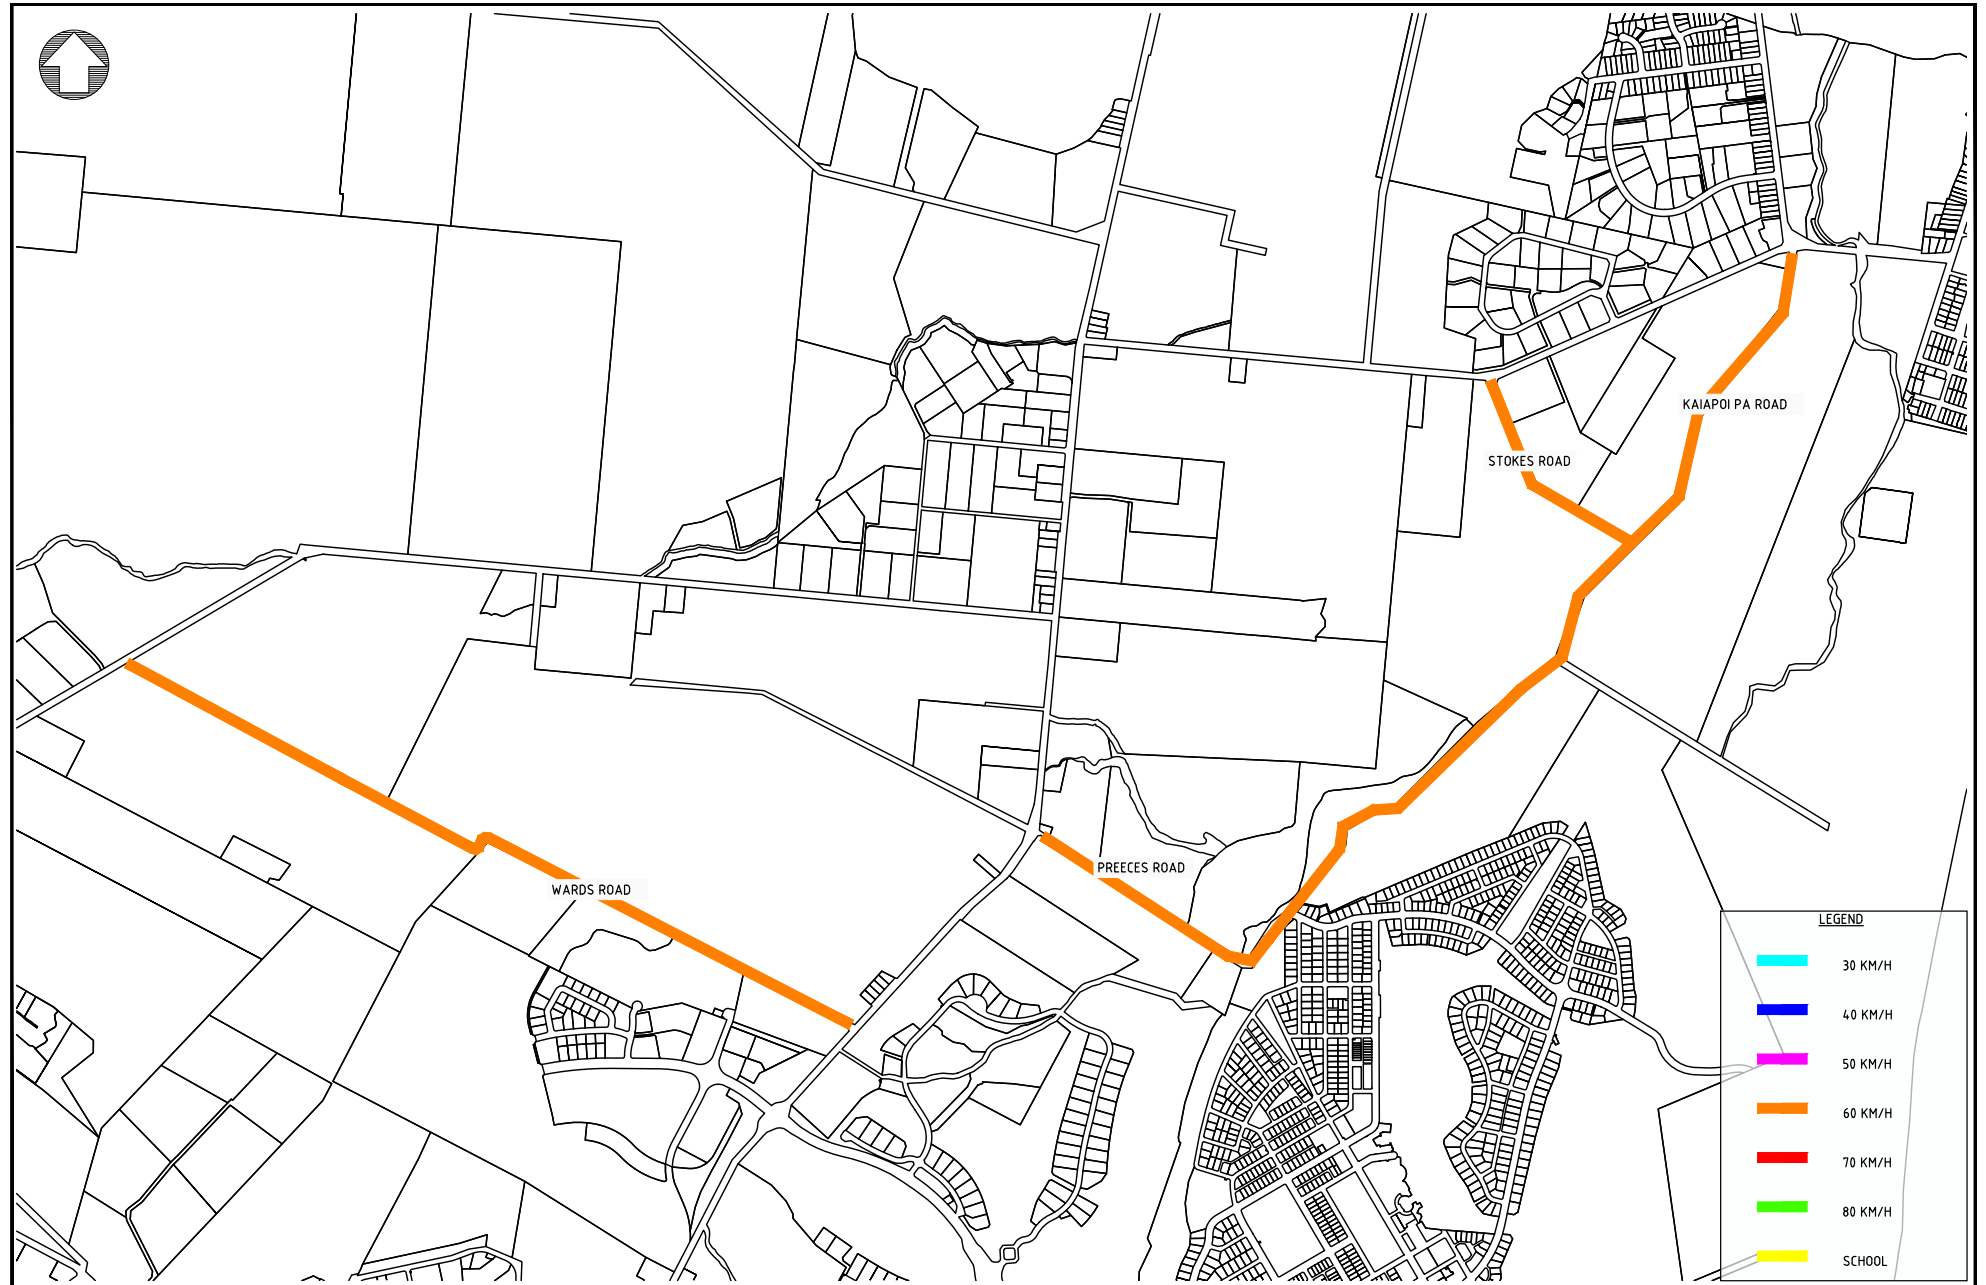 KAIAPOI PA ROAD
STOKES ROAD
PREECES ROAD
WARDS ROAD
LEGEND
30 KM/H
40 KM/H
50 KM/H
60 KM/H
70 KM/H
80 KM/H
SCHOOL